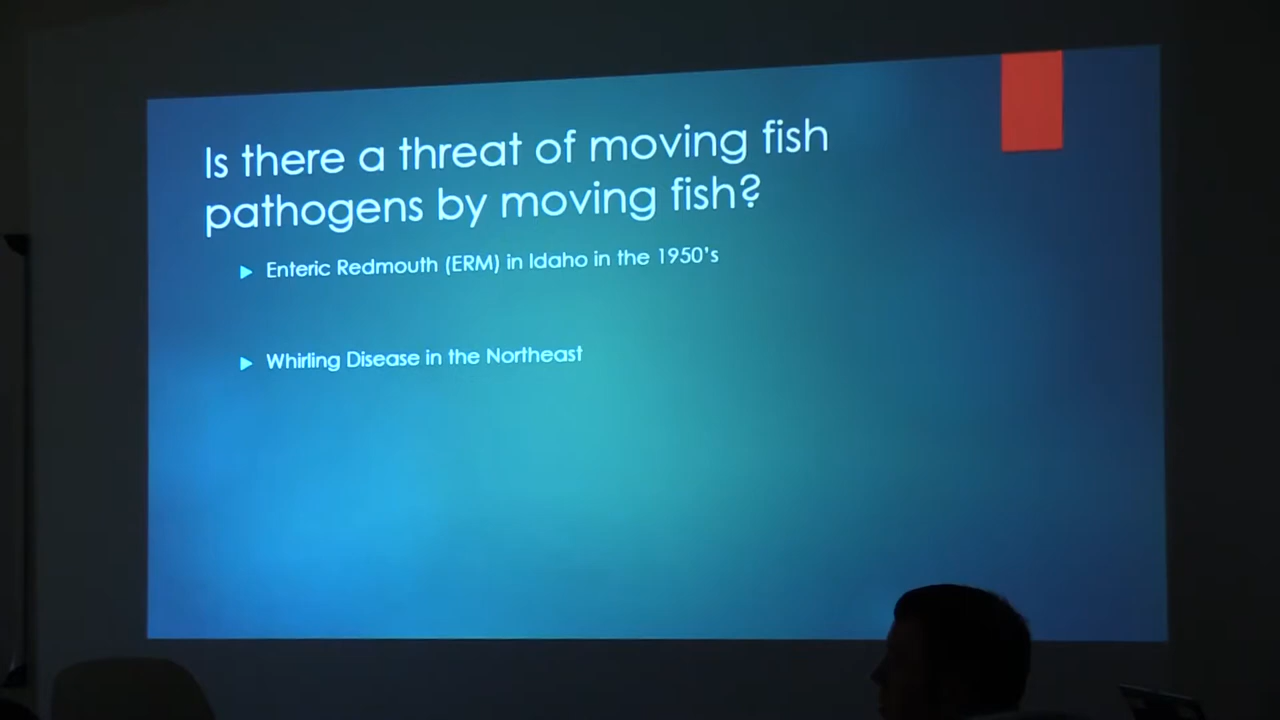 Is there a threat of moving fish
pathogens by moving fish?
Enteric Redmouth (ERM) in Idaho in the 1950's
Whirling Disease in the Northeast